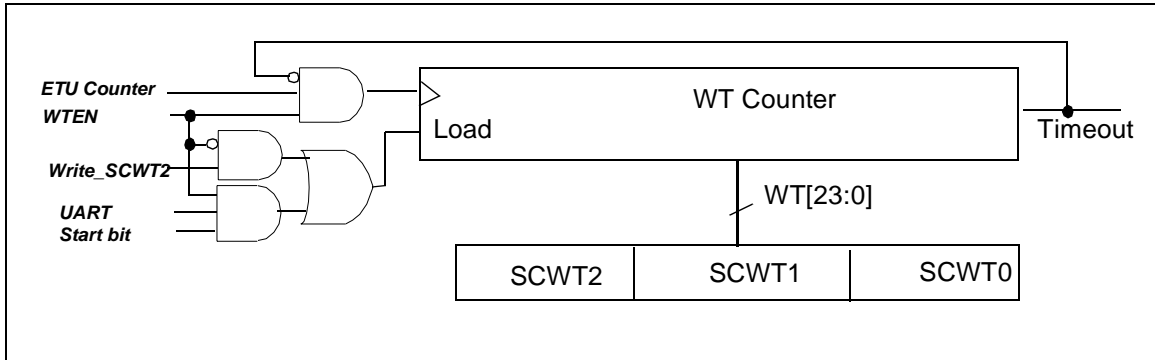 ETU Counter
WTEN
Write_SCWT2
UART
Start bit
WT Counter
Load
Timeout
WT[23:0]
SCWT2
SCWT1
SCWT0